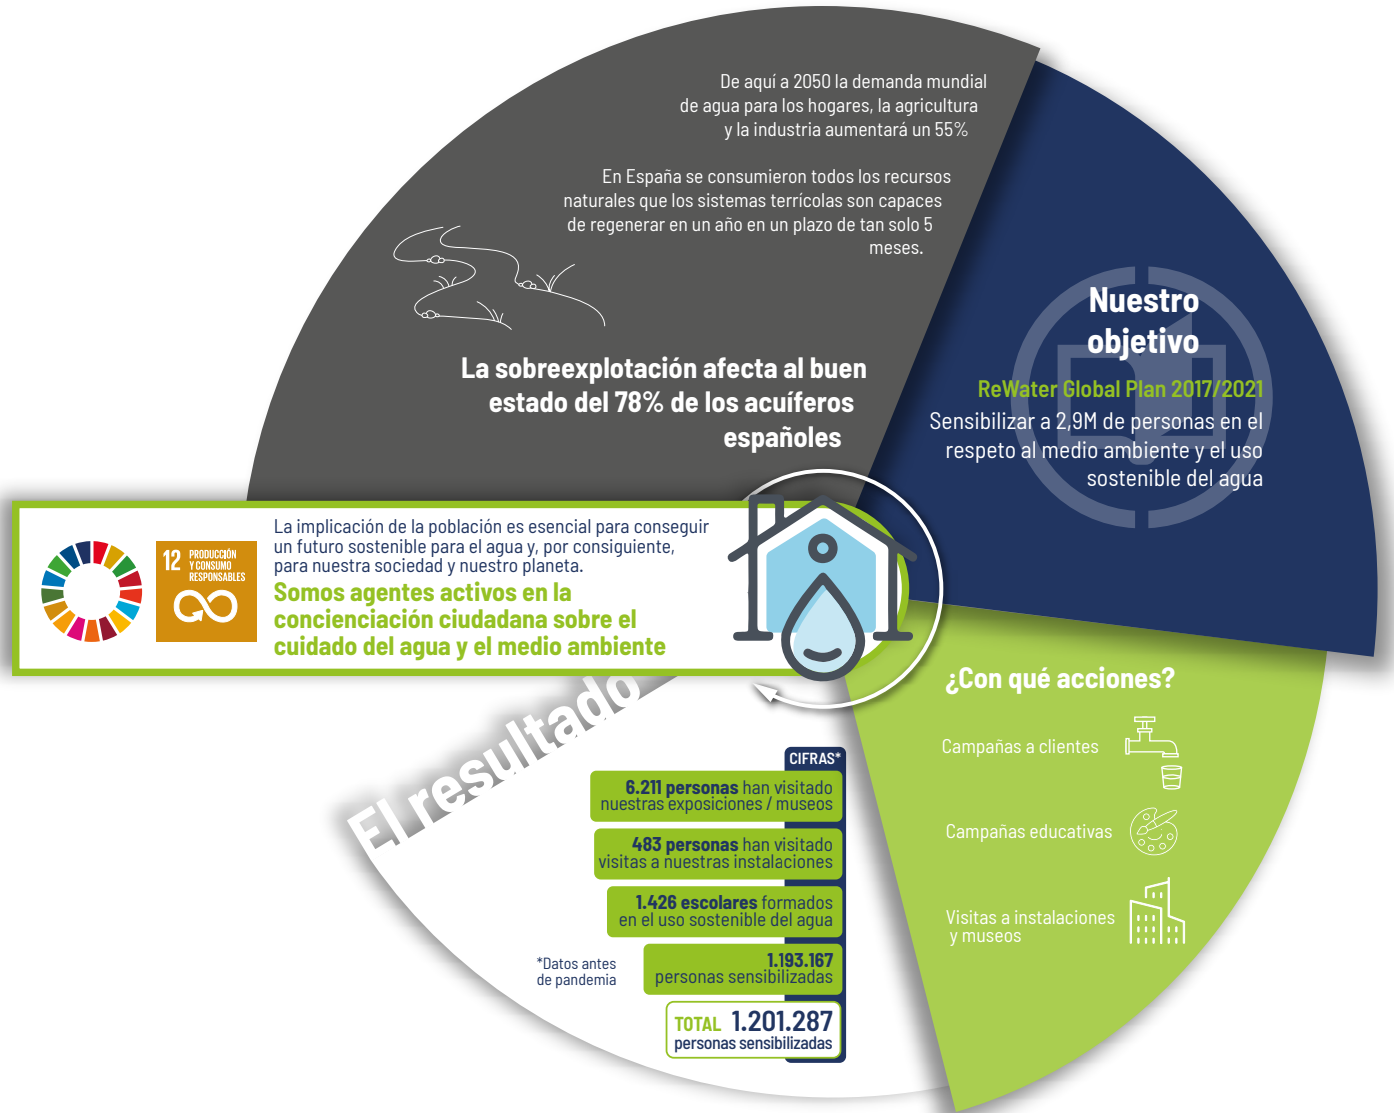 De aquí a 2050 la demanda mundial
de agua para los hogares, la agricultura
y la industria aumentará un 55%
En España se consumieron todos los recursos
naturales que los sistemas terrícolas son capaces
de regenerar en un año en un plazo de tan solo 5
meses.
La sobreexplotación afecta al buen
estado del 78% de los acuíferos
españoles
Nuestro
objetivo
ReWater Global Plan 2017/2021
Sensibilizar a 2,9M de personas en el
respeto al medio ambiente y el uso
sostenible del agua
12 PRODUCCIÓN
Y CONSUMO
RESPONSABLES
La implicación de la población es esencial para conseguir
un futuro sostenible para el agua y, por consiguiente,
para nuestra sociedad y nuestro planeta.
Somos agentes activos en la
concienciación ciudadana sobre el
cuidado del agua y el medio ambiente
¿Con qué acciones?
Campañas a clientes
Campañas educativas
Visitas a instalaciones
y museos
El resultado
CIFRAS*
6.211 personas han visitado
nuestras exposiciones / museos
483 personas han visitado
visitas a nuestras instalaciones
1.426 escolares formados
en el uso sostenible del agua
1.193.167
personas sensibilizadas
*Datos antes
de pandemia
TOTAL 1.201.287
personas sensibilizadas